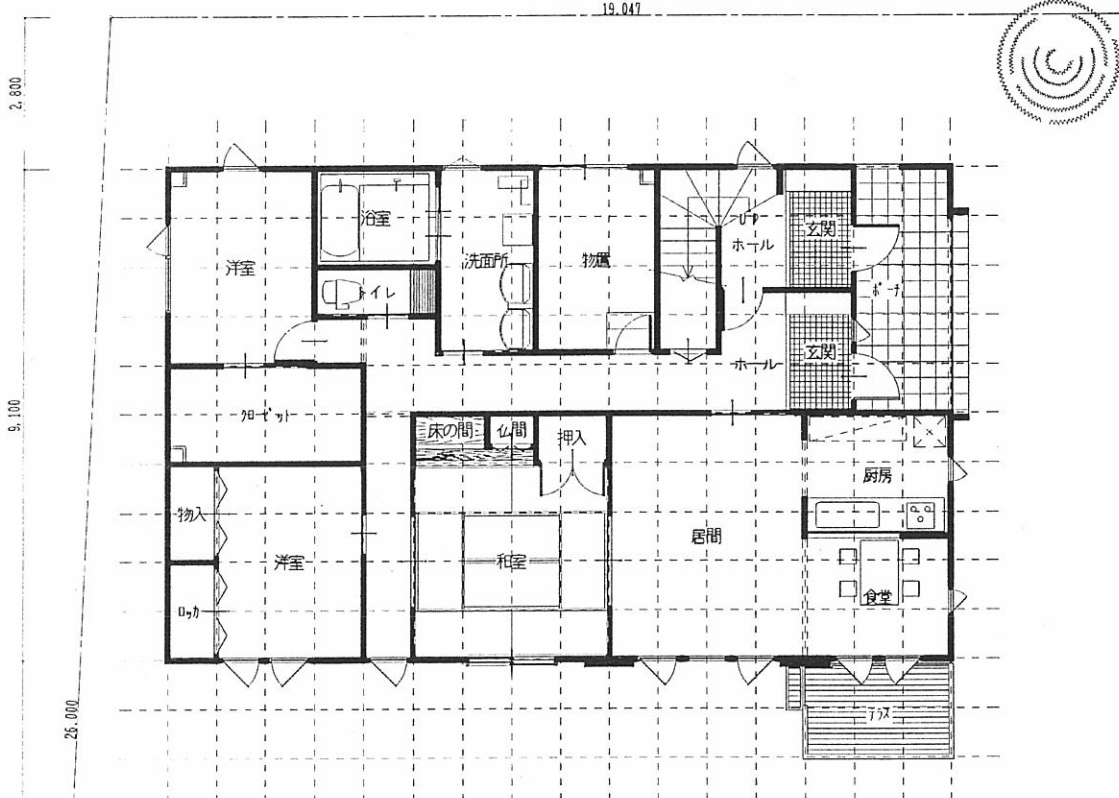 19.047
2.800
9.100
26.000
浴室
洋室
トイレ
洗面所
物置
UP
ホール
玄関
ポーチ
ホール
玄関
クロゼット
床の間
仏間
押入
厨房
物入
洋室
和室
居間
ロッカ
食堂
テラス